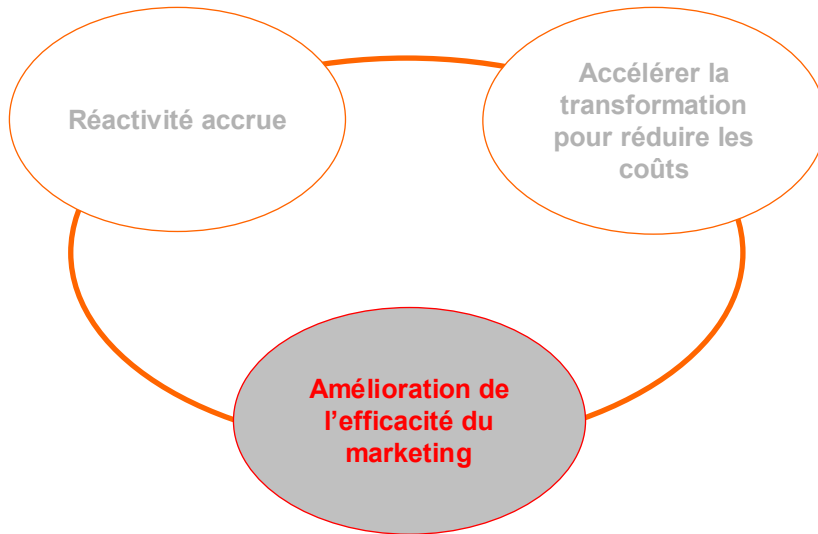 Réactivité accrue
Accélérer la
transformation
pour réduire les
coûts
Amélioration de
l’efficacité du
marketing